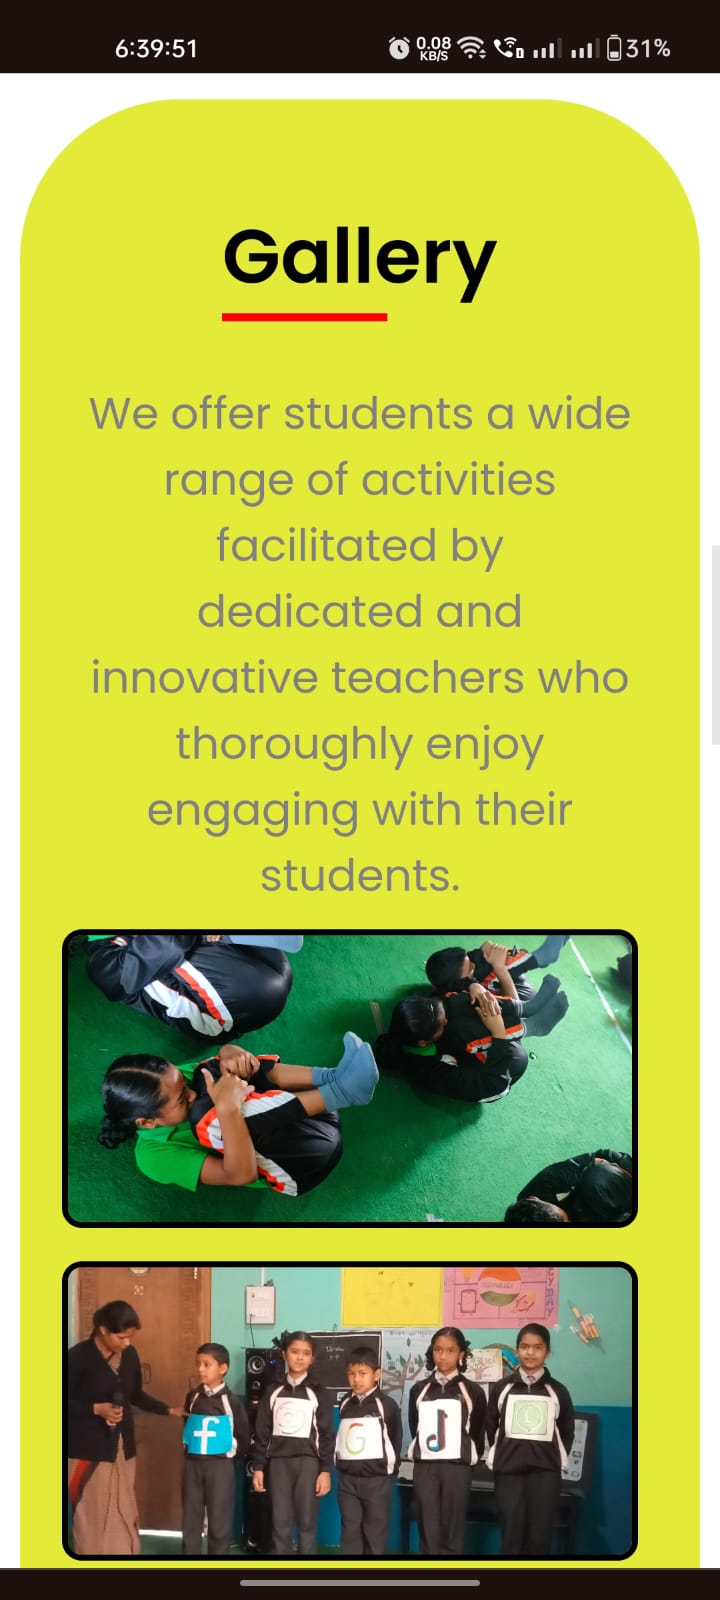 6:39:51
0.08
KB/S
31%
Gallery
We offer students a wide
range of activities
facilitated by
dedicated and
innovative teachers who
thoroughly enjoy
engaging with their
students.
f
G